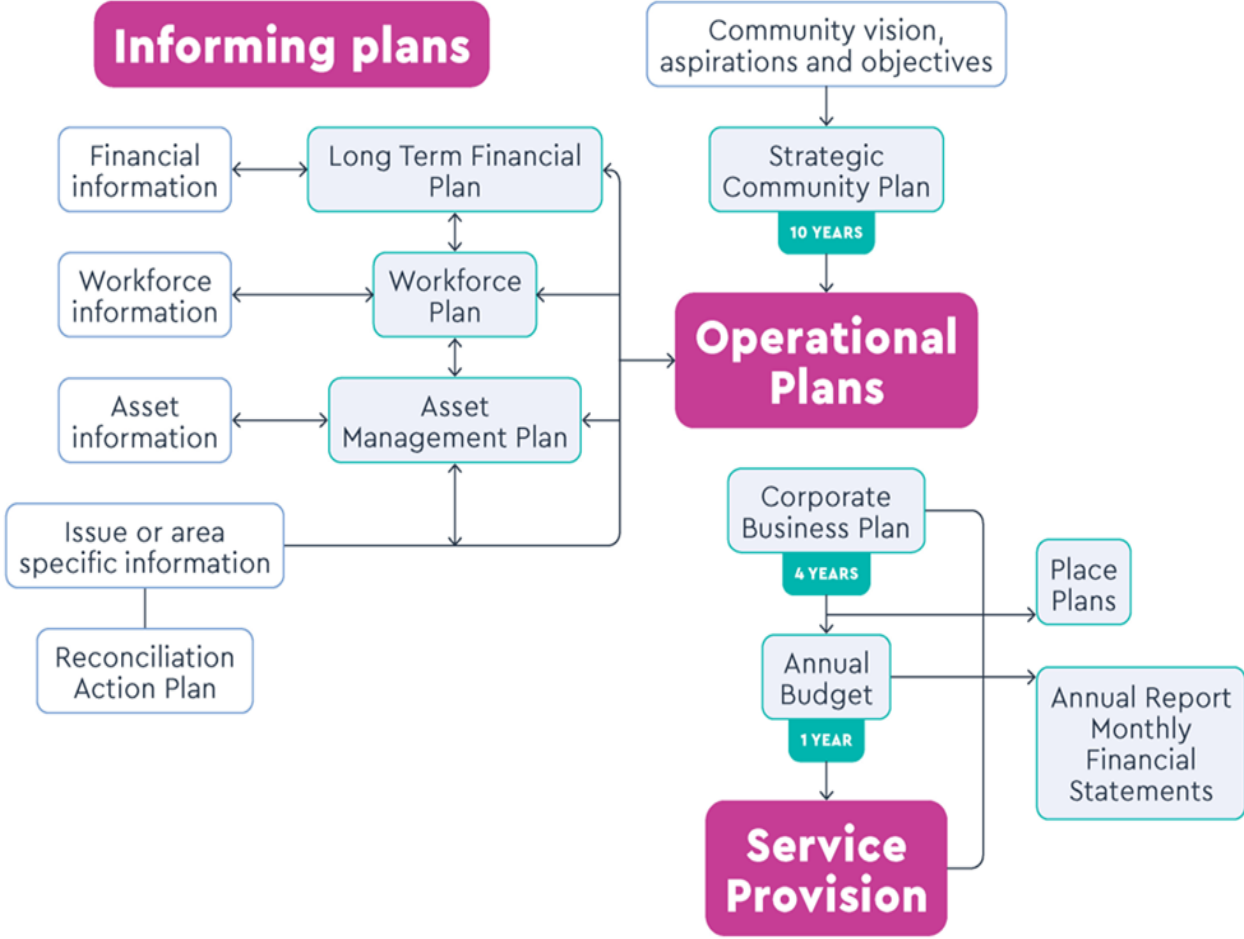 Informing plans
Financial
information
Long Term Financial
Plan
Workforce
information
Workforce
Plan
Asset
information
Asset
Management Plan
Issue or area
specific information
Reconciliation
Action Plan
Community vision,
aspirations and objectives
Strategic
Community Plan
10 YEARS
Operational
Plans
Corporate
Business Plan
4 YEARS
Place
Plans
Annual
Budget
1 YEAR
Annual Report
Monthly
Financial
Statements
Service
Provision